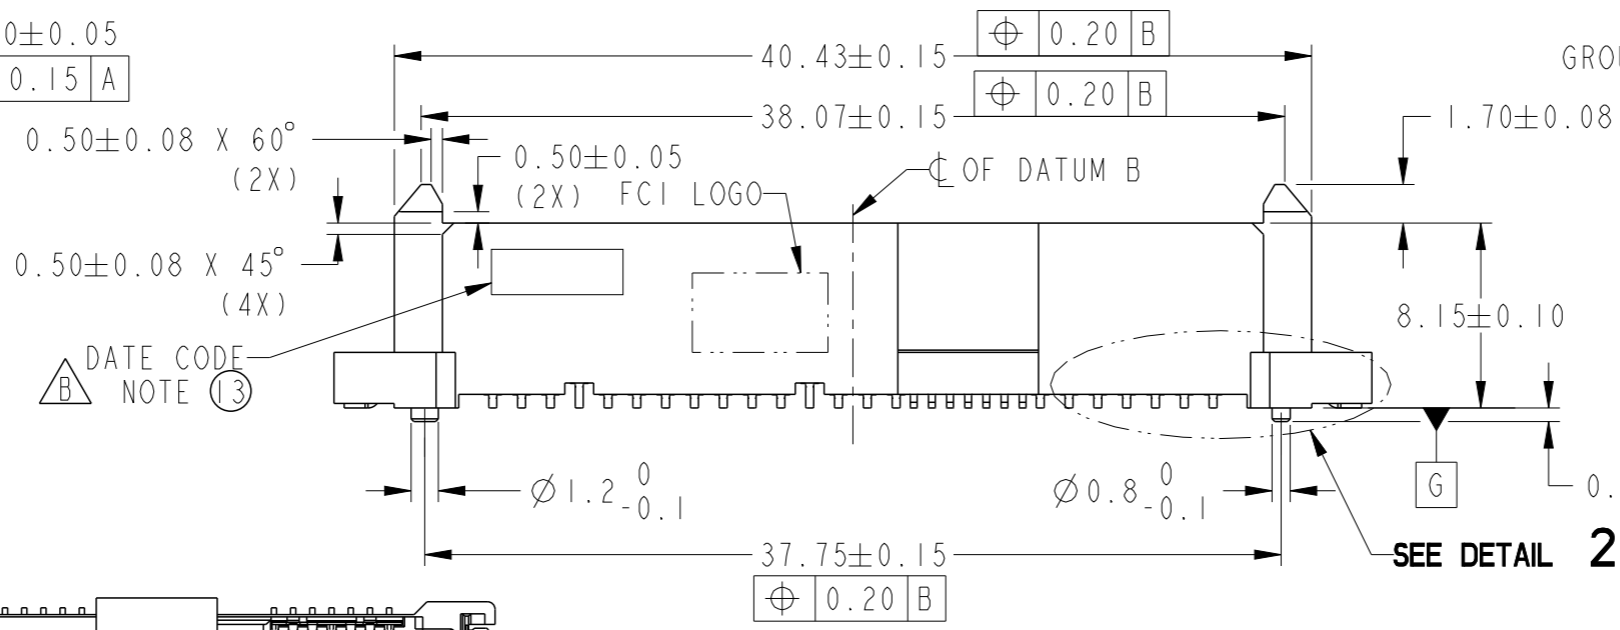 0±0.05
0.15 A
40.43±0.15
⌖ 0.20 B
38.07±0.15
⌖ 0.20 B
GROU
1.70±0.08
0.50±0.08 X 60°
(2X)
0.50±0.05
(2X)
FCI LOGO
℄ OF DATUM B
0.50±0.08 X 45°
(4X)
8.15±0.10
DATE CODE
B NOTE 13
Ø1.2 0 -0.1
Ø0.8 0 -0.1
G
0.
SEE DETAIL 2
37.75±0.15
⌖ 0.20 B